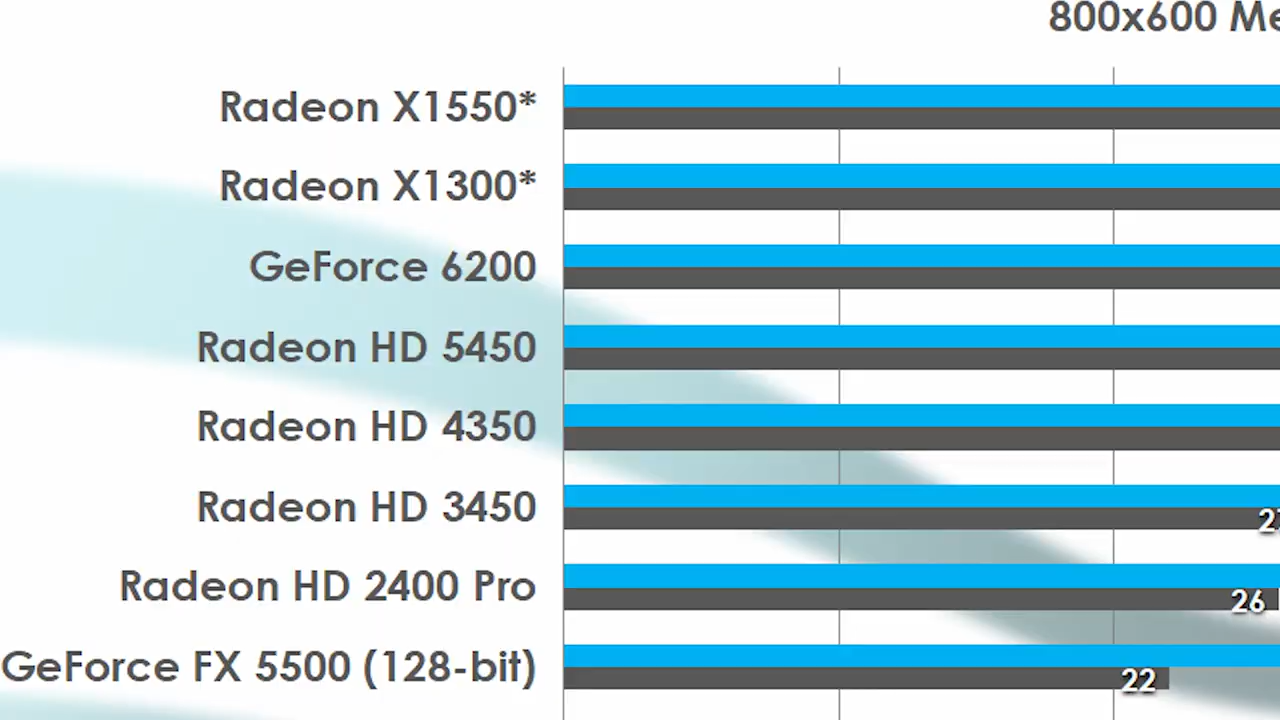 800x600 Me
Radeon X1550*
Radeon X1300*
GeForce 6200
Radeon HD 5450
Radeon HD 4350
Radeon HD 3450
Radeon HD 2400 Pro
26
GeForce FX 5500 (128-bit)
22